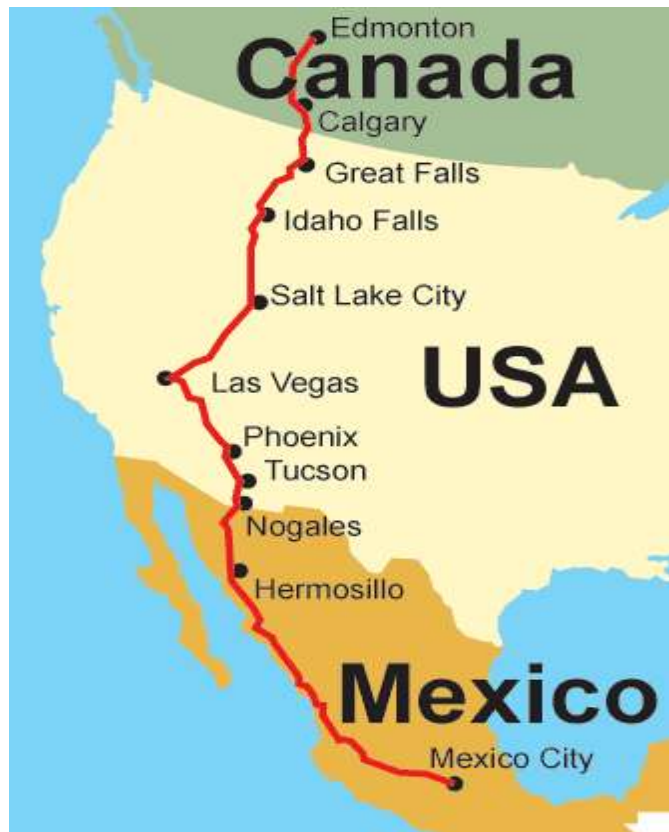 Edmonton
Canada
Calgary
Great Falls
Idaho Falls
Salt Lake City
USA
Las Vegas
Phoenix
Tucson
Nogales
Hermosillo
Mexico
Mexico City